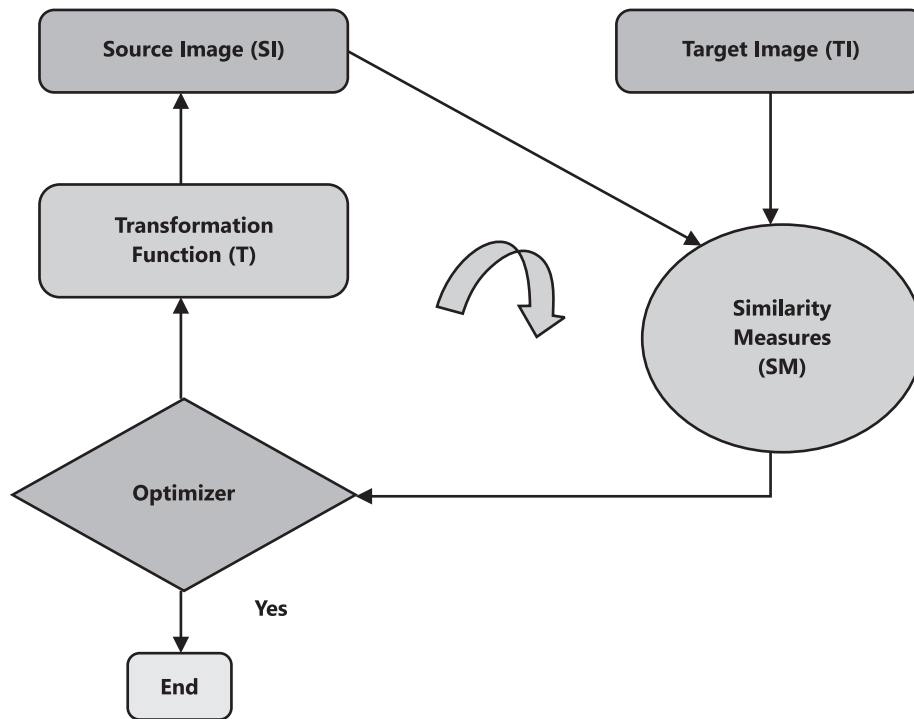 Source Image (SI)
Target Image (TI)
Transformation
Function (T)
Similarity
Measures
(SM)
Optimizer
Yes
End